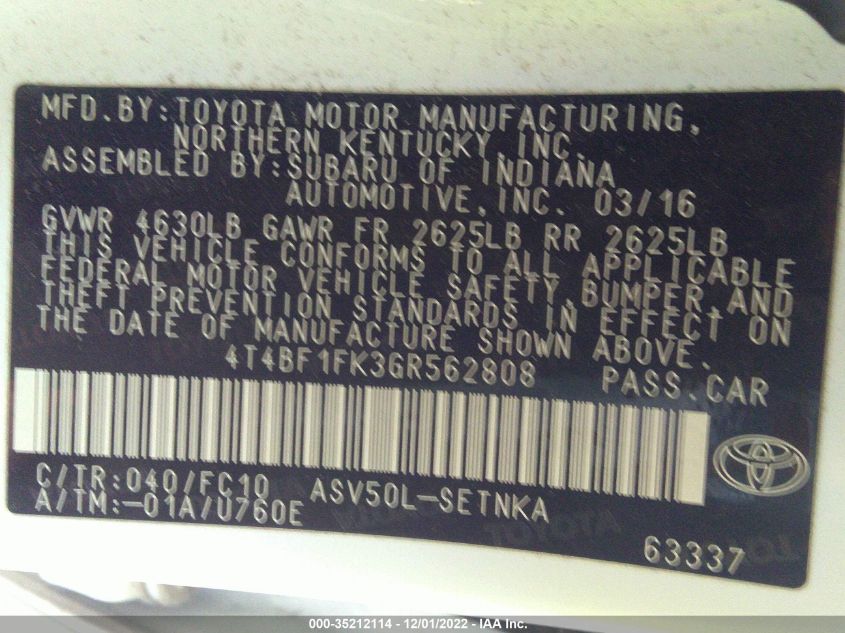 MFD.BY:TOYOTA MOTOR MANUFACTURING,
NORTHERN KENTUCKY,INC.
ASSEMBLED BY:SUBARU OF INDIANA
AUTOMOTIVE,INC. 03/16
GVWR 4630LB GAWR FR 2625LB RR 2625LB
THIS VEHICLE CONFORMS TO ALL APPLICABLE
FEDERAL MOTOR VEHICLE SAFETY,BUMPER,AND
THEFT PREVENTION STANDARDS IN EFFECT ON
THE DATE OF MANUFACTURE SHOWN ABOVE.
4T4BF1FK3GR562808 PASS.CAR
C/TR:040/FC10 ASV50L-SETNKA
A/TM:-01A/U760E
63337
000-35212114 - 12/01/2022 - IAA Inc.